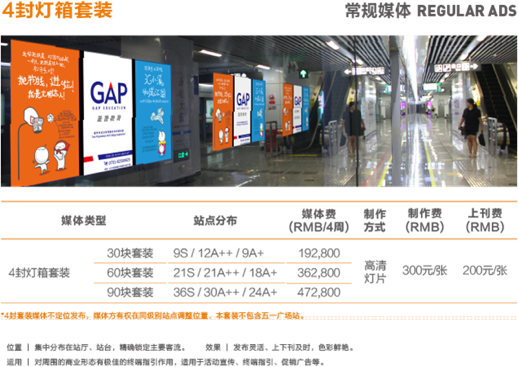 4封灯箱套装
常规媒体 REGULAR ADS
GAP
GAP EDUCATION
GAP
媒体类型 站点分布 媒体费 (RMB/4周) 制作方式 制作费 (RMB) 上刊费 (RMB)
4封灯箱套装 高清灯片 300元/张 200元/张
30块套装 9S / 12A++ / 9A+ 192,800
60块套装 21S / 21A++ / 18A+ 362,800
90块套装 36S / 30A++ / 24A+ 472,800
*4封套装媒体不定位发布，媒体方有权在同级别站点调整位置、本套装不包含五一广场站。
位置 | 集中分布在站厅、站台，精确锁定主要客流。 效果 | 发布灵活、上下刊及时，色彩鲜艳。
运用 | 对周围的商业形态有极佳的终端指引作用，适用于活动宣传、终端指引、促销广告等。